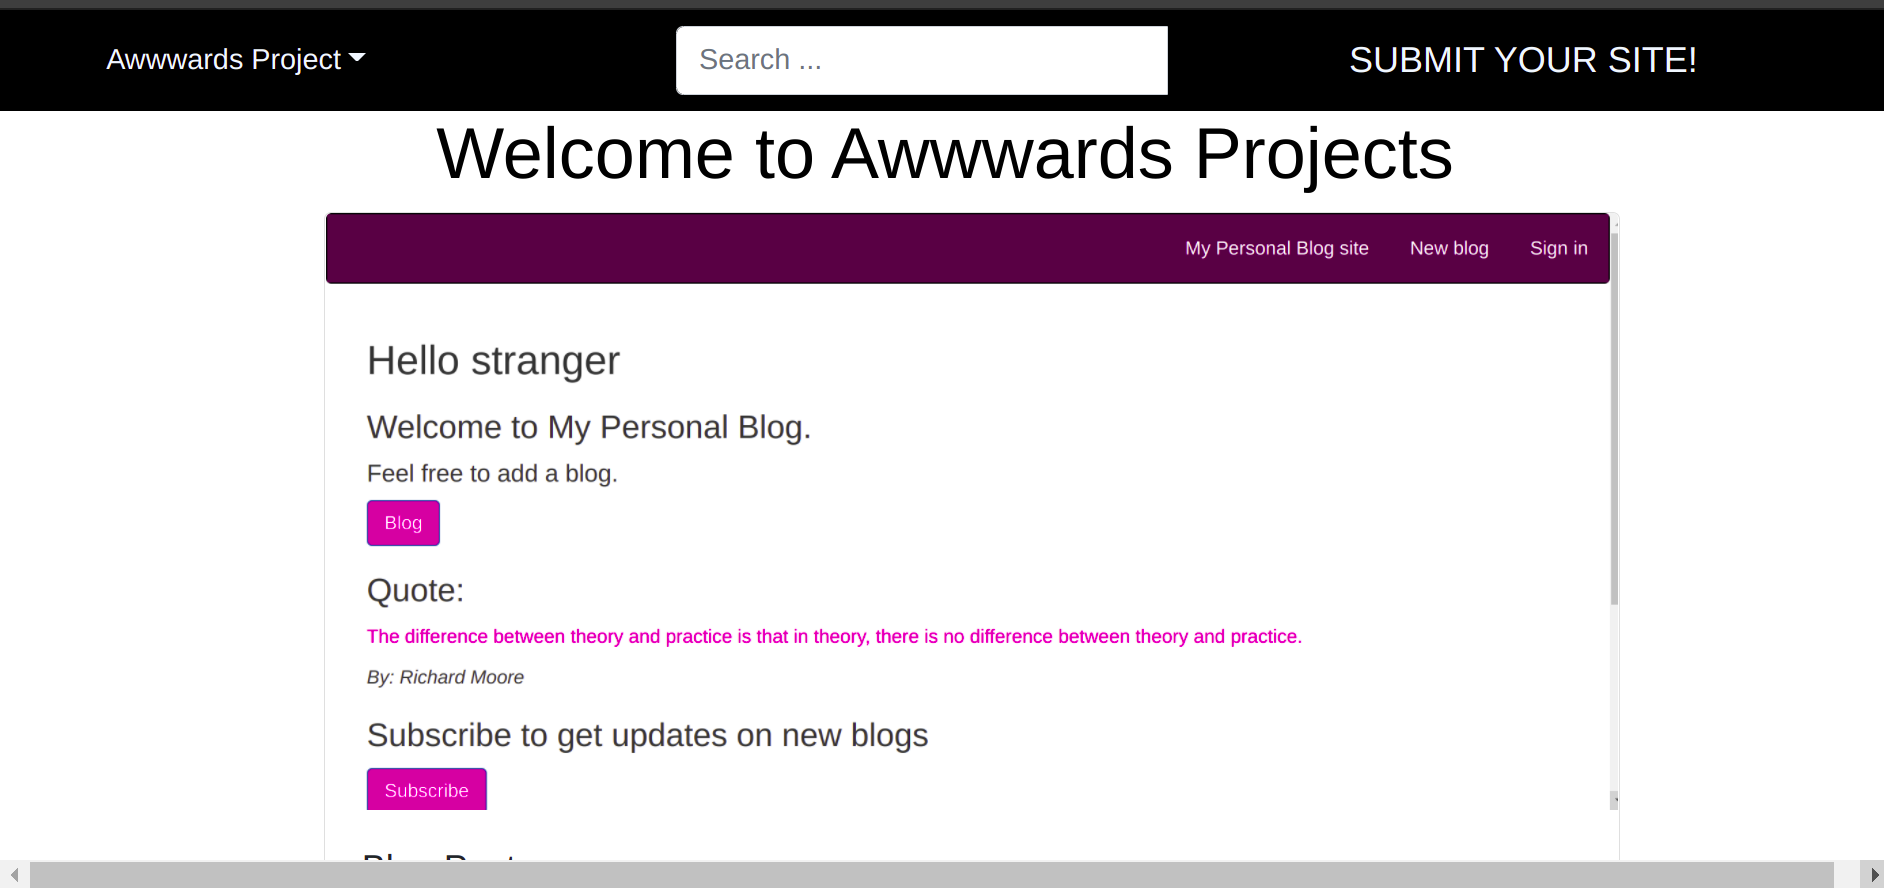 Awwwards Project
Search ...
SUBMIT YOUR SITE!
Welcome to Awwwards Projects
My Personal Blog site New blog Sign in
Hello stranger
Welcome to My Personal Blog.
Feel free to add a blog.
Blog
Quote:
The difference between theory and practice is that in theory, there is no difference between theory and practice.
By: Richard Moore
Subscribe to get updates on new blogs
Subscribe